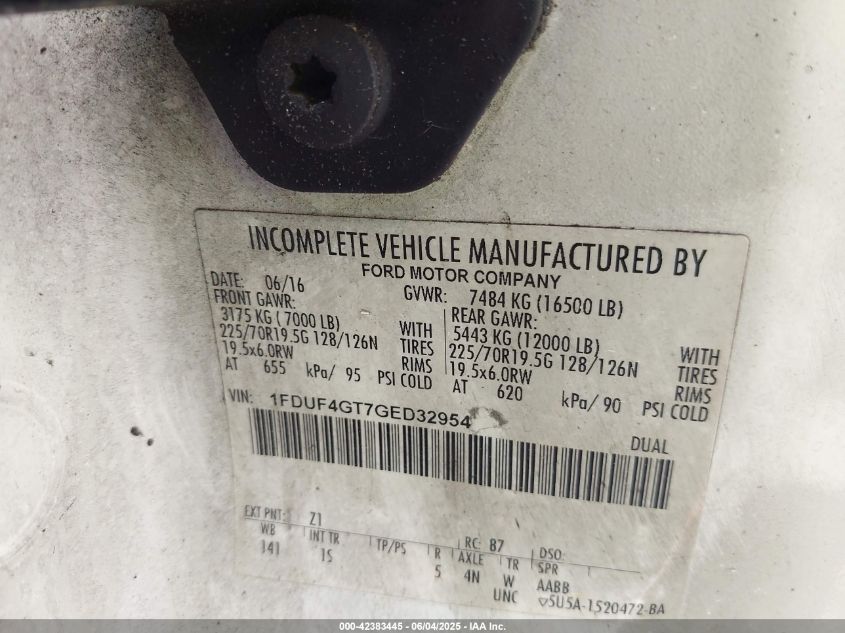 INCOMPLETE VEHICLE MANUFACTURED BY
FORD MOTOR COMPANY
DATE: 06/16 GVWR: 7484 KG (16500 LB)
FRONT GAWR: REAR GAWR:
3175 KG ( 7000 LB) WITH 5443 KG (12000 LB) WITH
225/70R19.5G 128/126N TIRES 225/70R19.5G 128/126N TIRES
19.5x6.0RW RIMS 19.5x6.0RW RIMS
AT 655 kPa/ 95 PSI COLD AT 620 kPa/ 90 PSI COLD
VIN: 1FDUF4GT7GED32954
DUAL
EXT PNT: Z1 RC: 87 DSO:
WB INT TR TP/PS R AXLE TR SPR
141 1S 5 4N W AABB
UNC 5U5A-1520472-BA
000-42383445 - 06/04/2025 - IAA Inc.